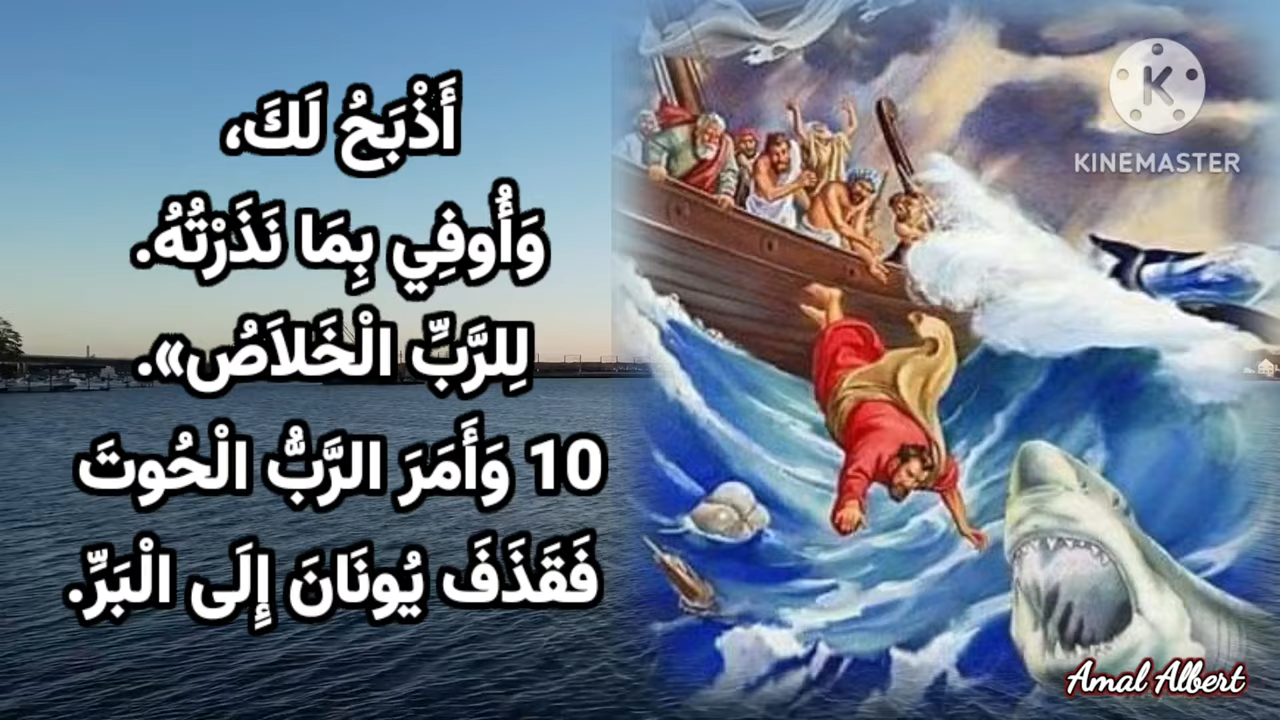 أَذْبَحُ لَكَ،
وَأُوفِي بِمَا نَذَرْتُهُ.
لِلرَّبِّ الْخَلاَصُ».
10 وَأَمَرَ الرَّبُّ الْحُوتَ
فَقَذَفَ يُونَانَ إِلَى الْبَرِّ.
K
KINEMASTER
Amal Albert